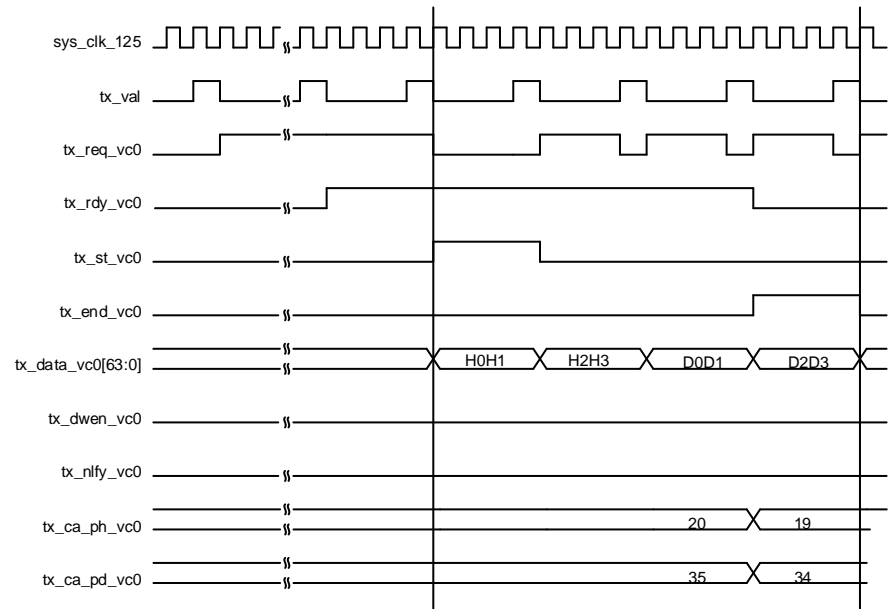 sys_clk_125
tx_val
tx_req_vc0
tx_rdy_vc0
tx_st_vc0
tx_end_vc0
tx_data_vc0[63:0] H0H1 H2H3 D0D1 D2D3
tx_dwen_vc0
tx_nlfy_vc0
tx_ca_ph_vc0 20 19
tx_ca_pd_vc0 35 34